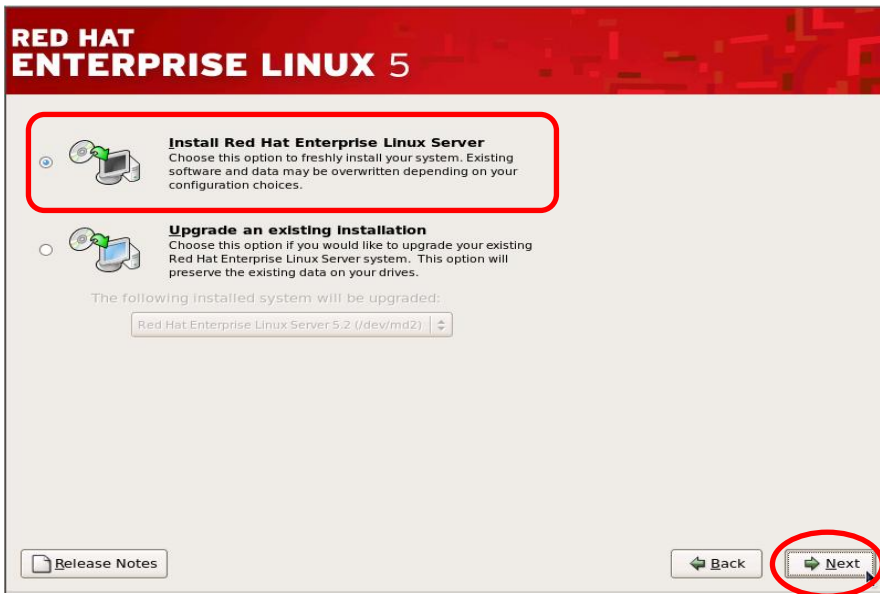 RED HAT
ENTERPRISE LINUX 5
Install Red Hat Enterprise Linux Server
Choose this option to freshly install your system. Existing
software and data may be overwritten depending on your
configuration choices.
Upgrade an existing installation
Choose this option if you would like to upgrade your existing
Red Hat Enterprise Linux Server system. This option will
preserve the existing data on your drives.
The following installed system will be upgraded:
Red Hat Enterprise Linux Server 5.2 (/dev/md2)
Release Notes
Back
Next